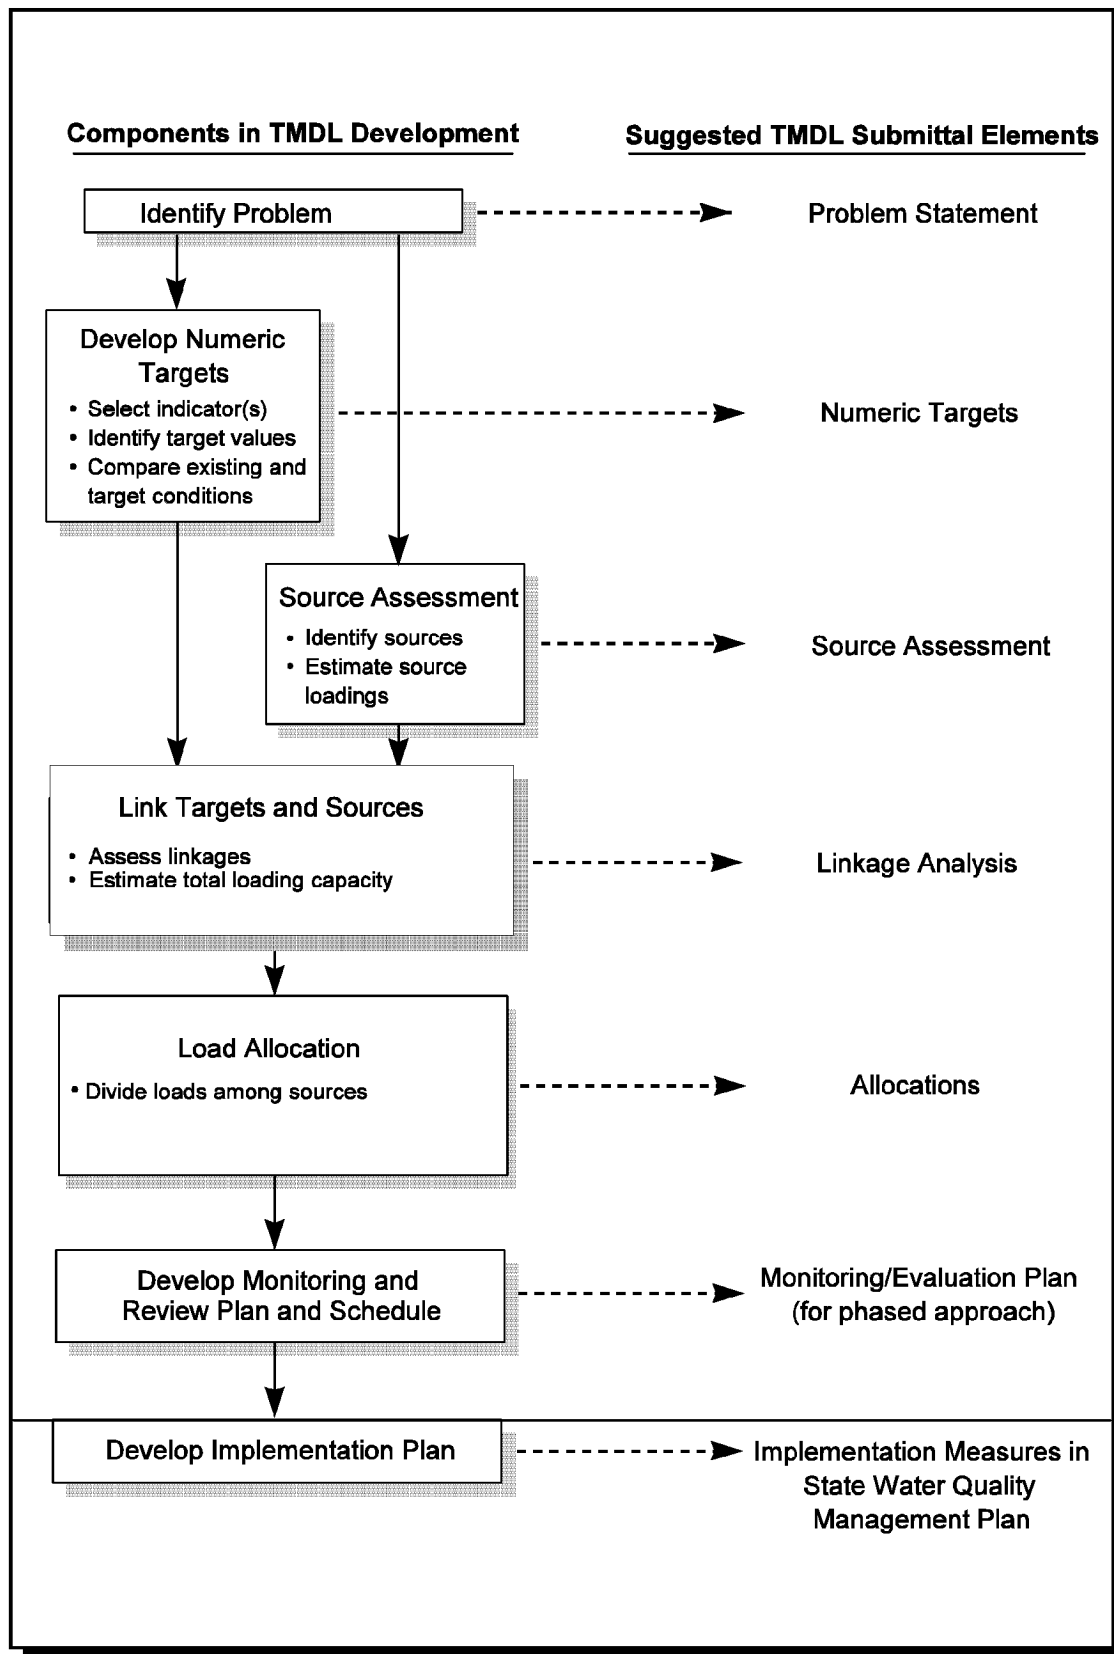 Components in TMDL Development
Suggested TMDL Submittal Elements
Identify Problem
Problem Statement
Develop Numeric
Targets
• Select indicator(s)
• Identify target values
• Compare existing and
target conditions
Numeric Targets
Source Assessment
• Identify sources
• Estimate source
loadings
Source Assessment
Link Targets and Sources
• Assess linkages
• Estimate total loading capacity
Linkage Analysis
Load Allocation
• Divide loads among sources
Allocations
Develop Monitoring and
Review Plan and Schedule
Monitoring/Evaluation Plan
(for phased approach)
Develop Implementation Plan
Implementation Measures in
State Water Quality
Management Plan